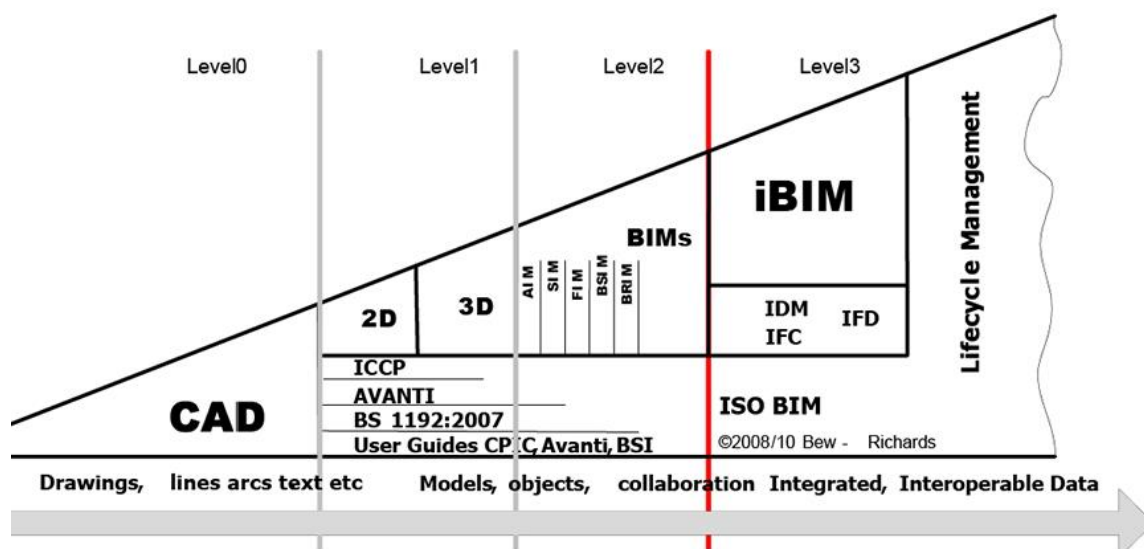 Level0
Level1
Level2
Level3
iBIM
BIMs
Lifecycle Management
AIM
SIM
FIM
BSIM
BRIM
2D
3D
IDM
IFD
IFC
ICCP
CAD
AVANTI
ISO BIM
BS 1192:2007
User Guides CPIC, Avanti, BSI
©2008/10 Bew - Richards
Drawings, lines arcs text etc
Models, objects, collaboration
Integrated, Interoperable Data